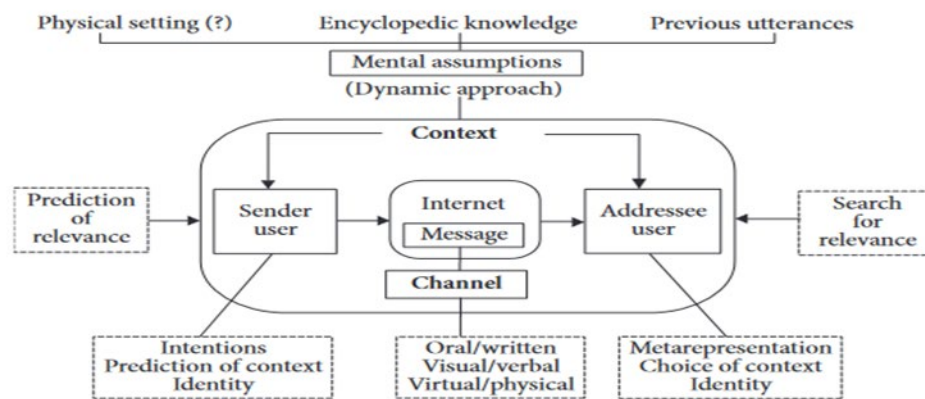 Physical setting (?)
Encyclopedic knowledge
Previous utterances
Mental assumptions
(Dynamic approach)
Context
Prediction
of
relevance
Sender
user
Internet
Message
Addressee
user
Search
for
relevance
Channel
Intentions
Prediction of context
Identity
Oral/written
Visual/verbal
Virtual/physical
Metarepresentation
Choice of context
Identity